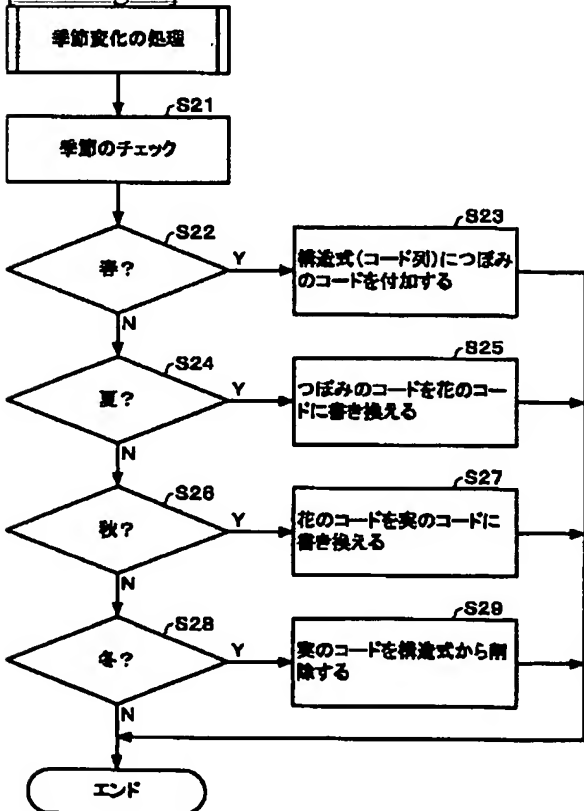 季節変化の処理
S21
季節のチェック
S22
春?
Y
N
S23
構造式(コード列)につぼみ
のコードを付加する
S24
夏?
Y
N
S25
つぼみのコードを花のコー
ドに書き換える
S26
秋?
Y
N
S27
花のコードを実のコードに
書き換える
S28
冬?
Y
N
S29
実のコードを構造式から削
除する
エンド